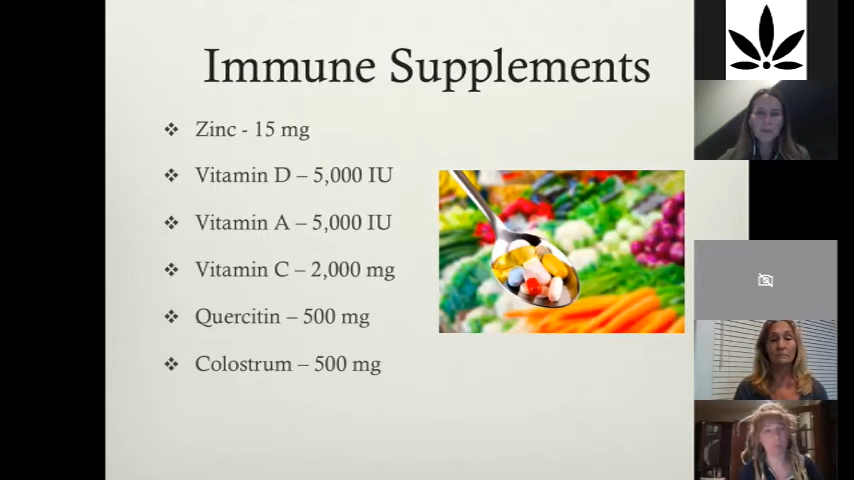 Immune Supplements
Zinc - 15 mg
Vitamin D – 5,000 IU
Vitamin A – 5,000 IU
Vitamin C – 2,000 mg
Quercitin – 500 mg
Colostrum – 500 mg